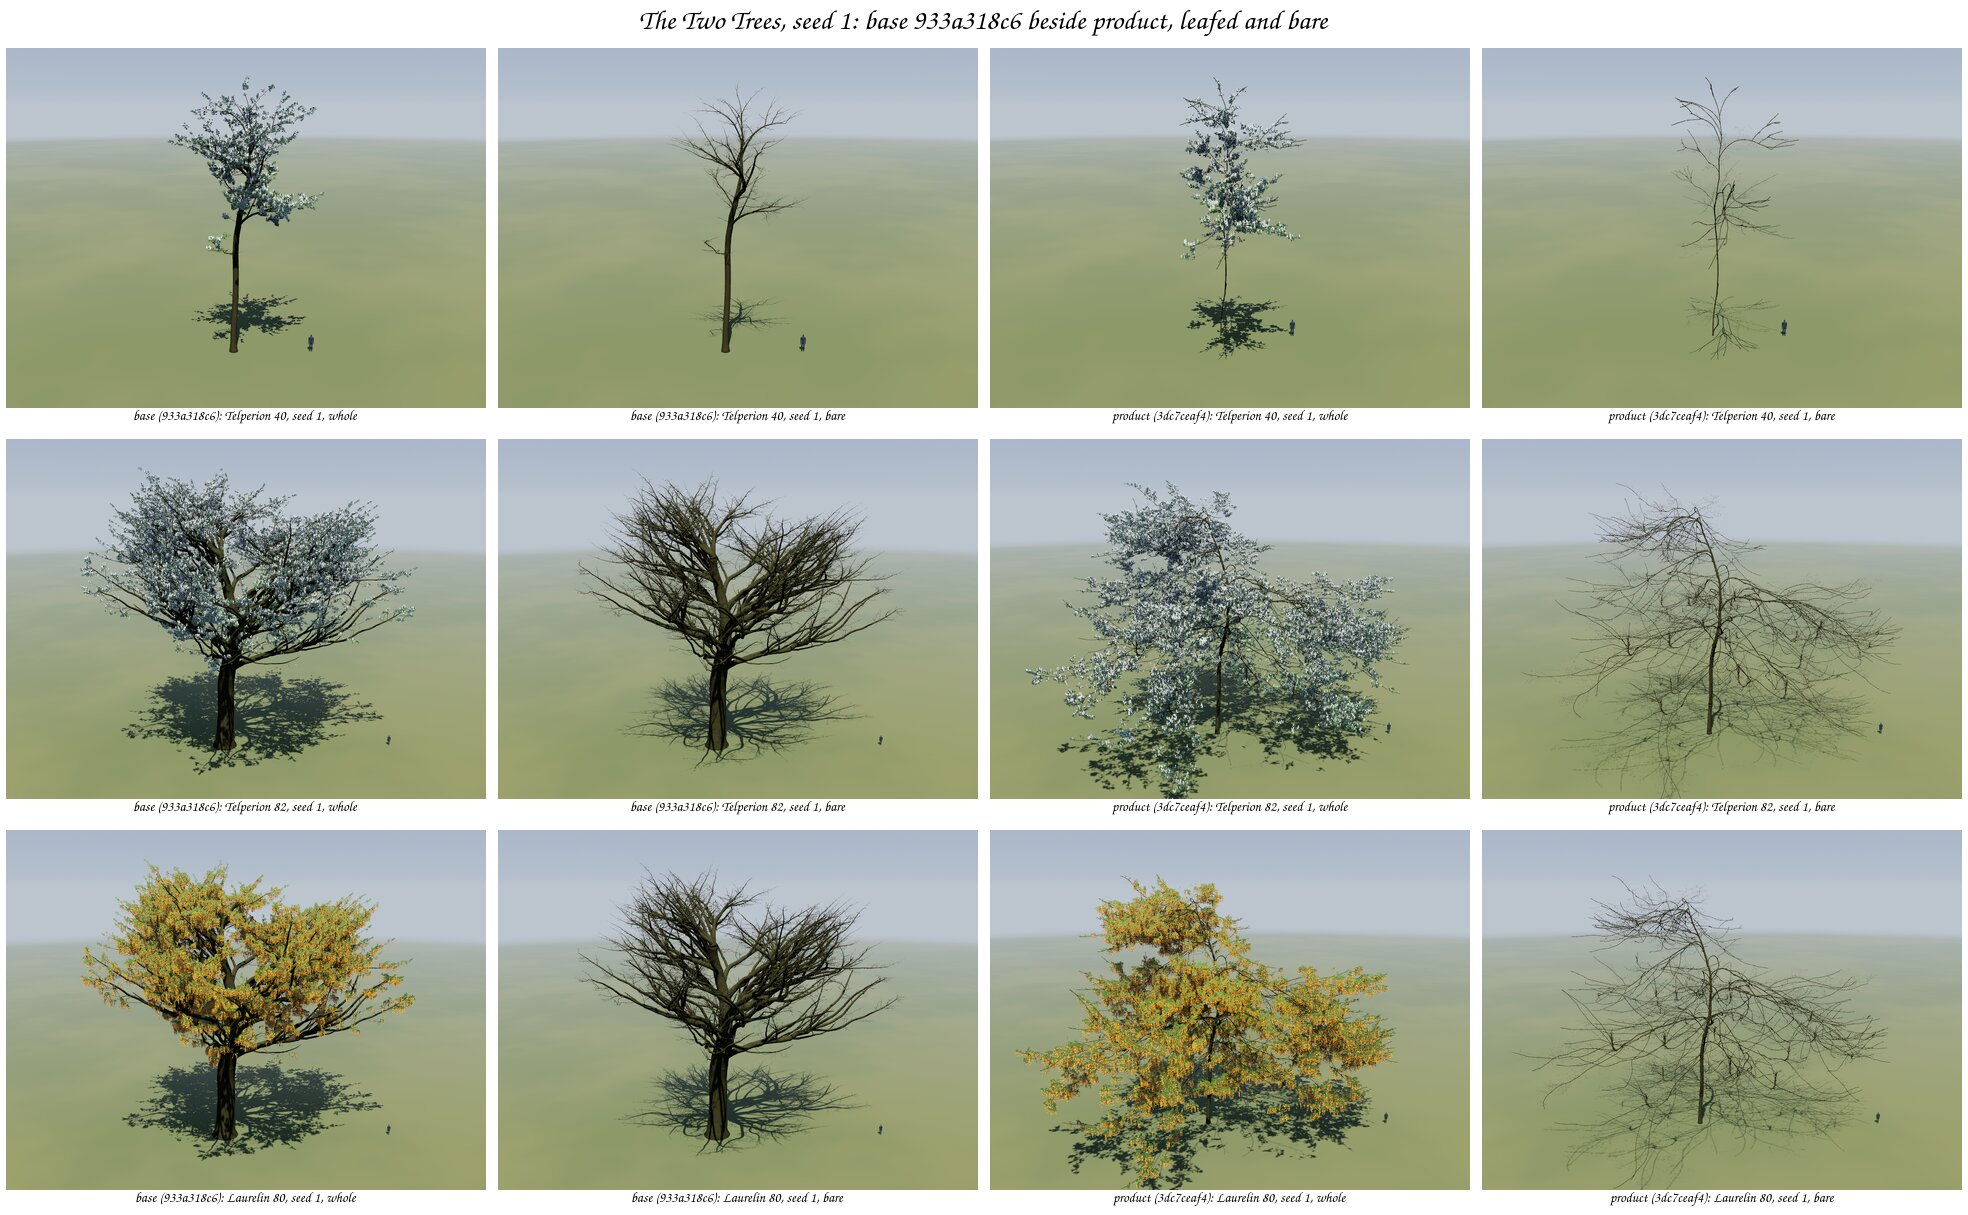 The Two Trees, seed 1: base 933a318c6 beside product, leafed and bare
base (933a318c6): Telperion 40, seed 1, whole
base (933a318c6): Telperion 40, seed 1, bare
product (3dc7ceaf4): Telperion 40, seed 1, whole
product (3dc7ceaf4): Telperion 40, seed 1, bare
base (933a318c6): Telperion 82, seed 1, whole
base (933a318c6): Telperion 82, seed 1, bare
product (3dc7ceaf4): Telperion 82, seed 1, whole
product (3dc7ceaf4): Telperion 82, seed 1, bare
base (933a318c6): Laurelin 80, seed 1, whole
base (933a318c6): Laurelin 80, seed 1, bare
product (3dc7ceaf4): Laurelin 80, seed 1, whole
product (3dc7ceaf4): Laurelin 80, seed 1, bare